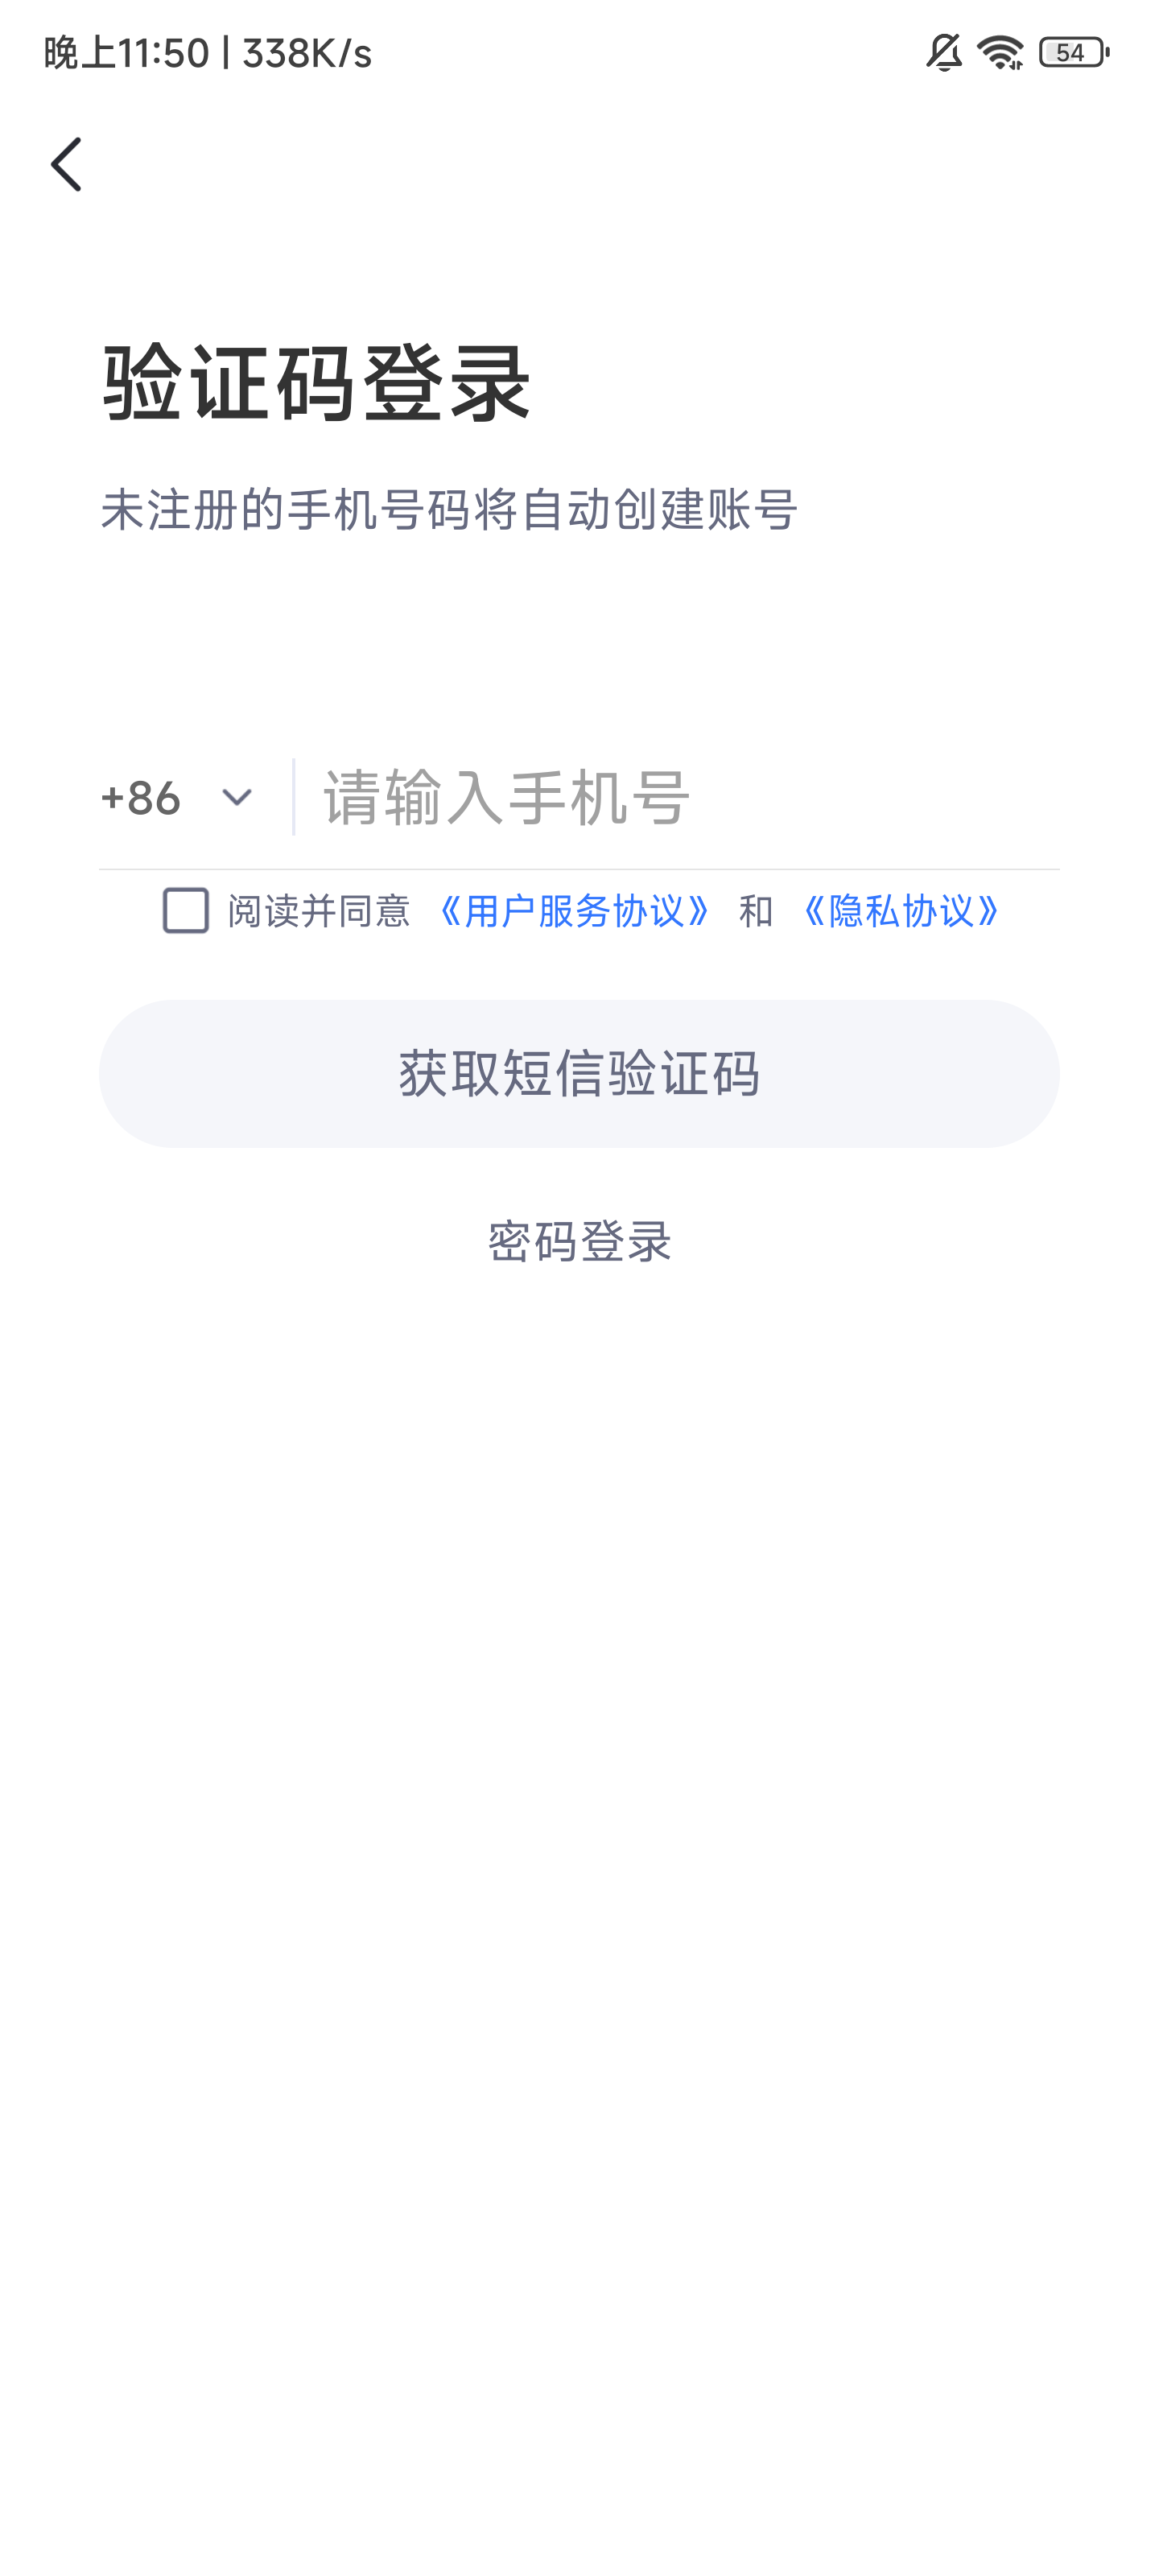 晚上11:50 | 338K/s
54
验证码登录
未注册的手机号码将自动创建账号
+86 请输入手机号
阅读并同意 《用户服务协议》 和 《隐私协议》
获取短信验证码
密码登录